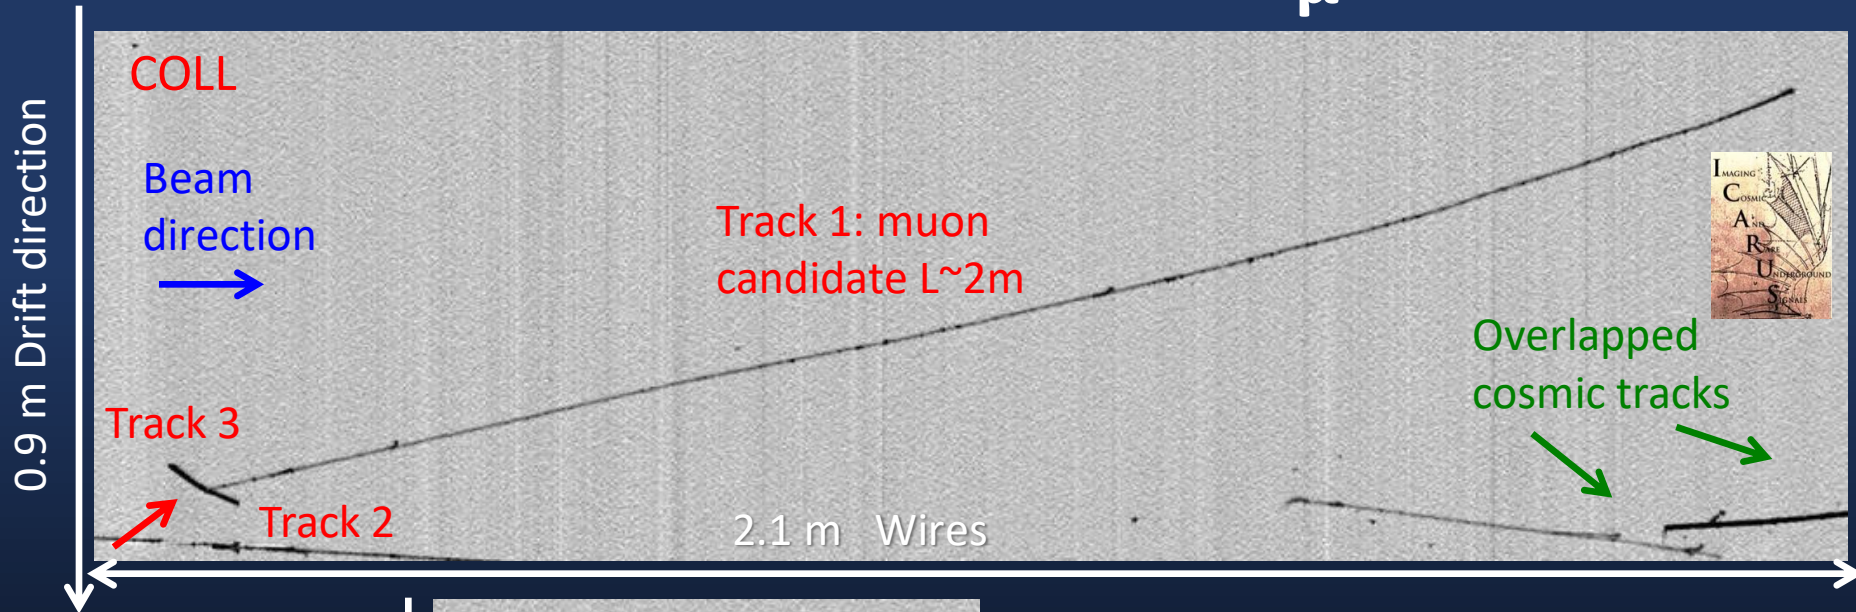 μ
COLL
Beam
direction
Track 1: muon
candidate L~2m
IMAGING
COSMIC
AND
RARE
UNDERGROUND
SIGNALS
Overlapped
cosmic tracks
Track 3
Track 2
2.1 m Wires
0.9 m Drift direction